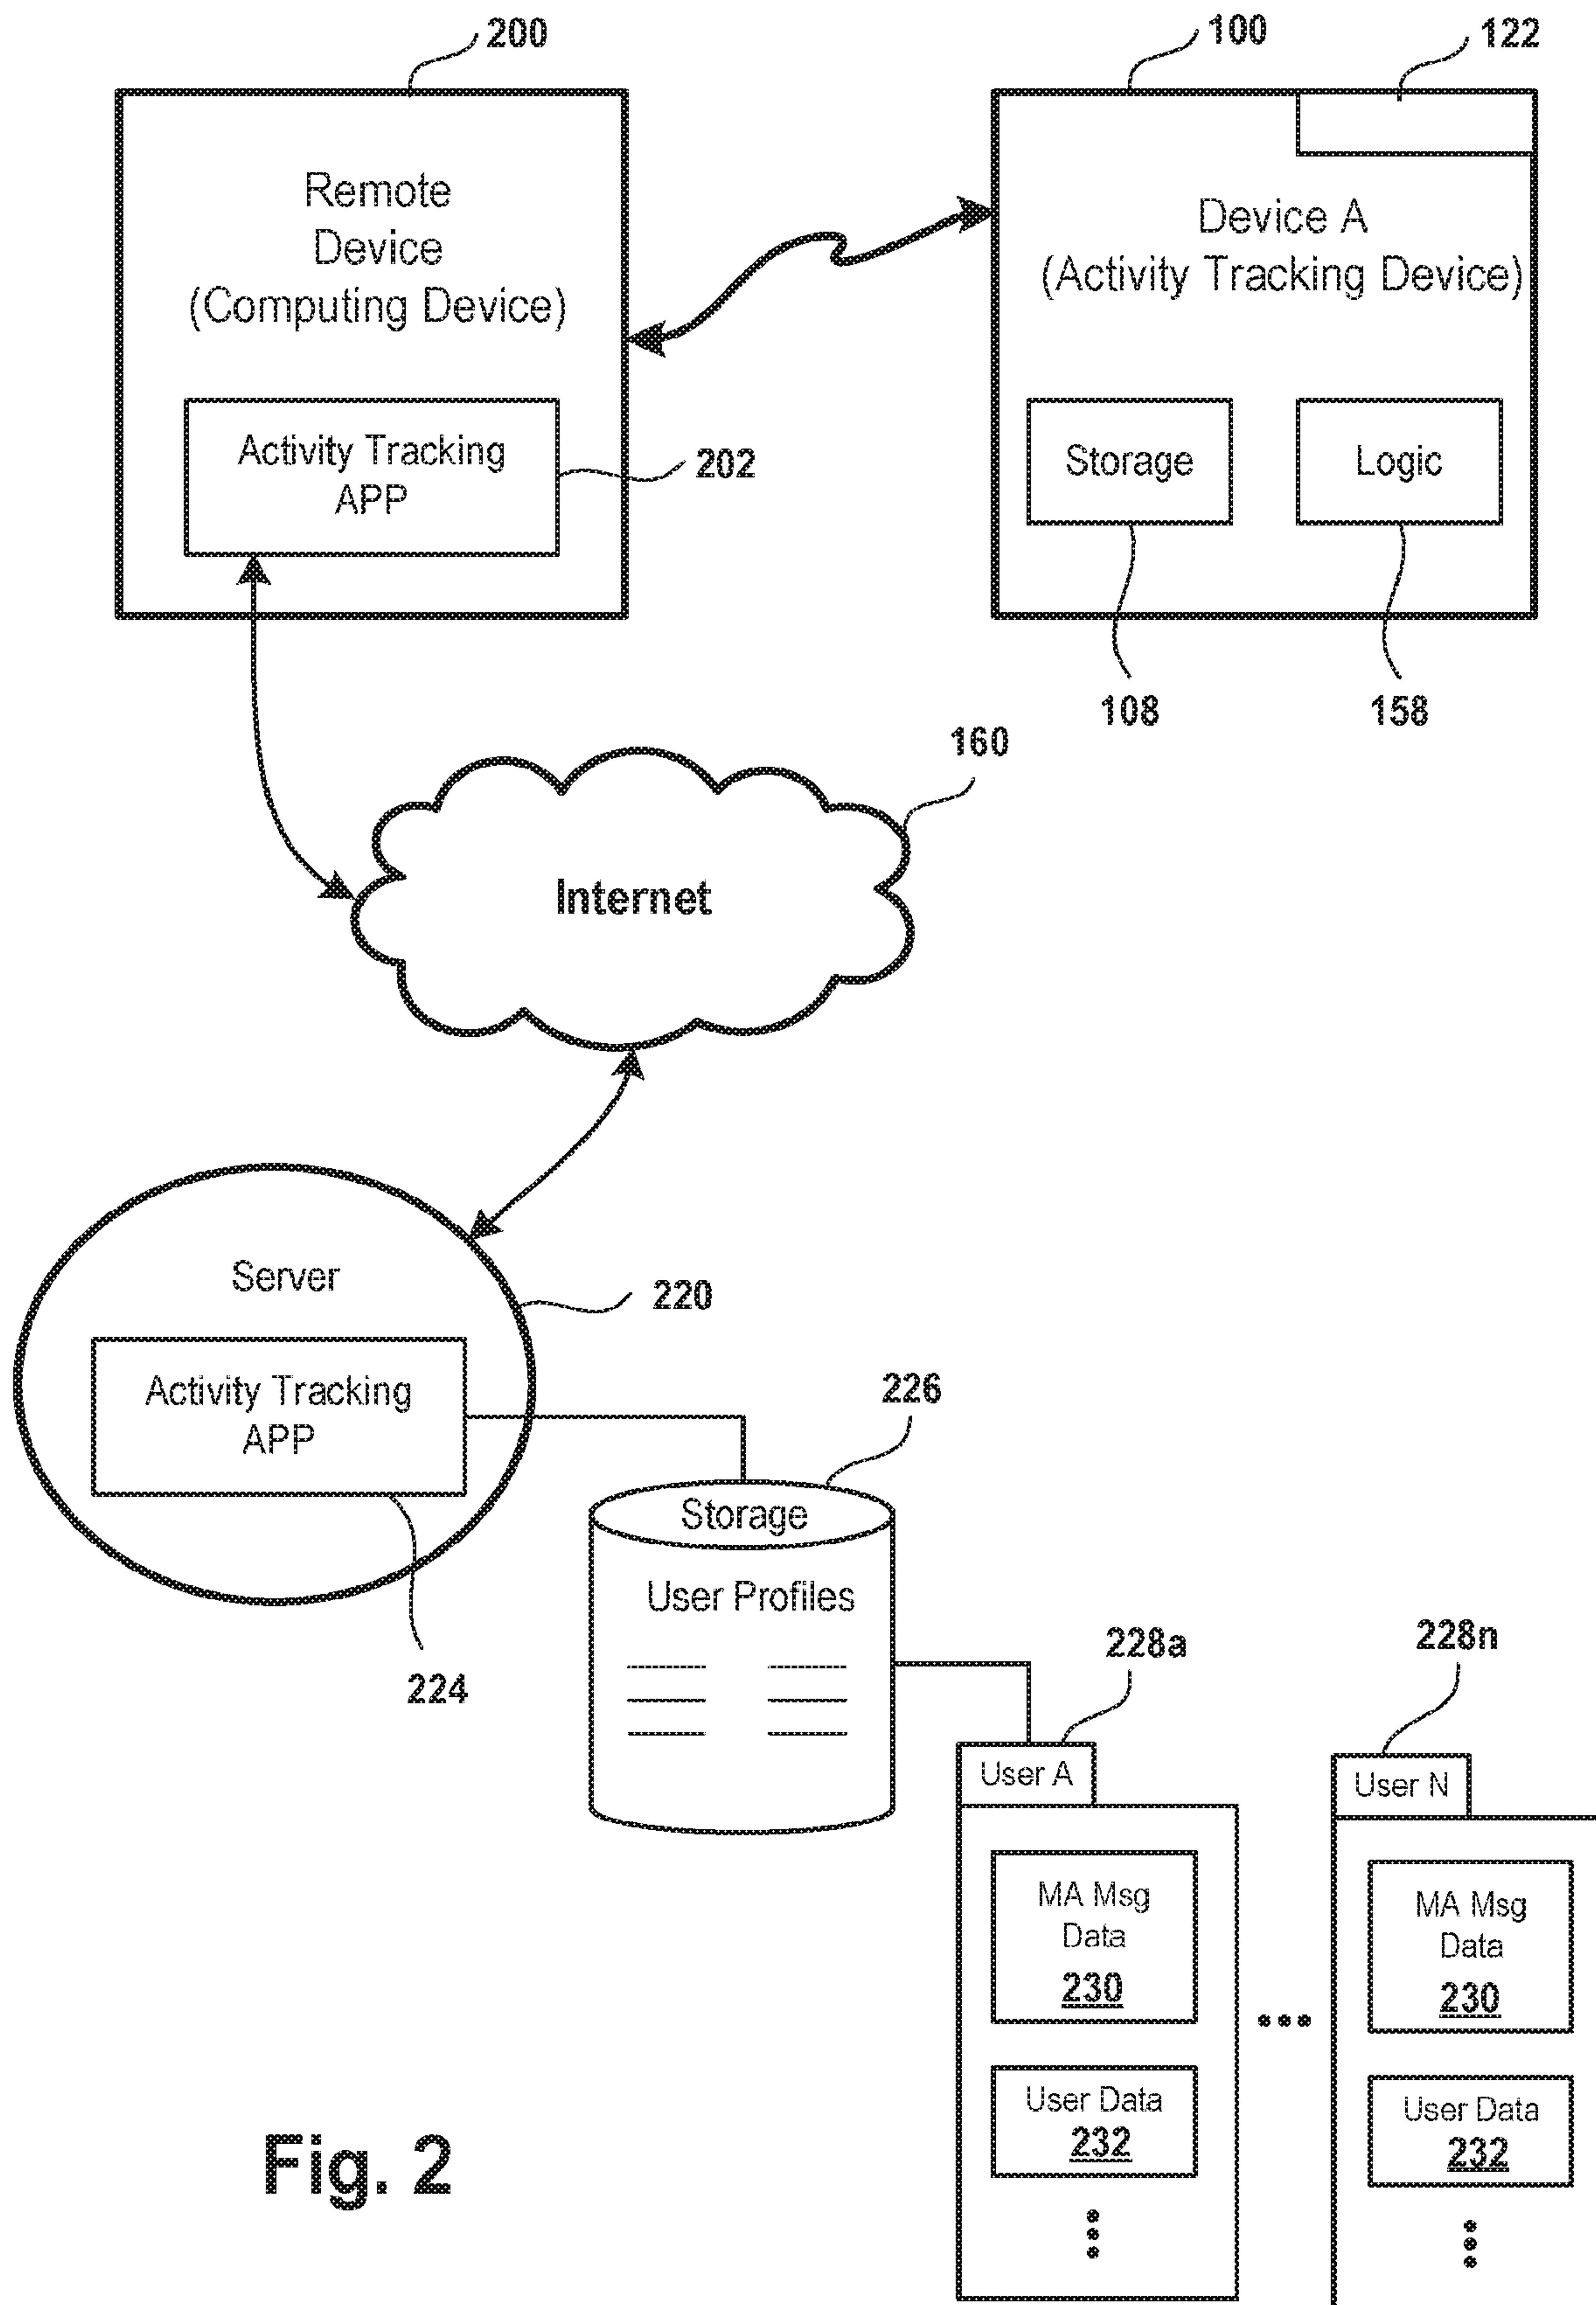 200
100
122
Remote
Device
(Computing Device)
Device A
(Activity Tracking Device)
Activity Tracking
APP
202
Storage
Logic
108
158
160
Internet
Server
220
Activity Tracking
APP
224
226
Storage
User Profiles
228a
228n
User A
User N
MA Msg
Data
230
MA Msg
Data
230
User Data
232
User Data
232
Fig. 2